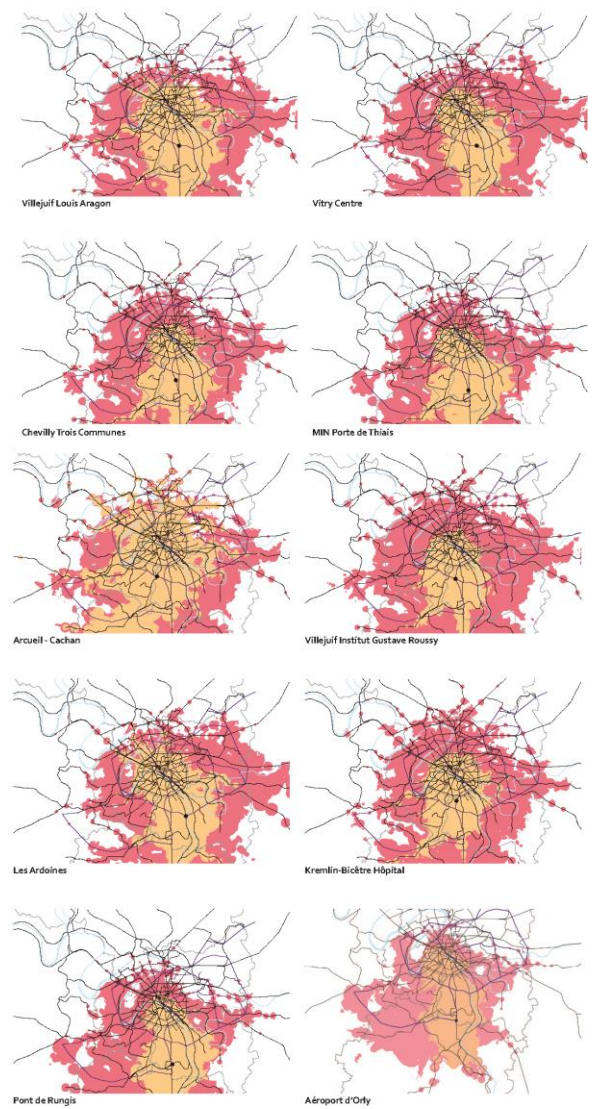 Villejuif Louis Aragon
Vitry Centre
Chevilly Trois Communes
MIN Porte de Thiais
Arcueil - Cachan
Villejuif Institut Gustave Roussy
Les Ardoines
Kremlin-Bicêtre Hôpital
Pont de Rungis
Aéroport d'Orly